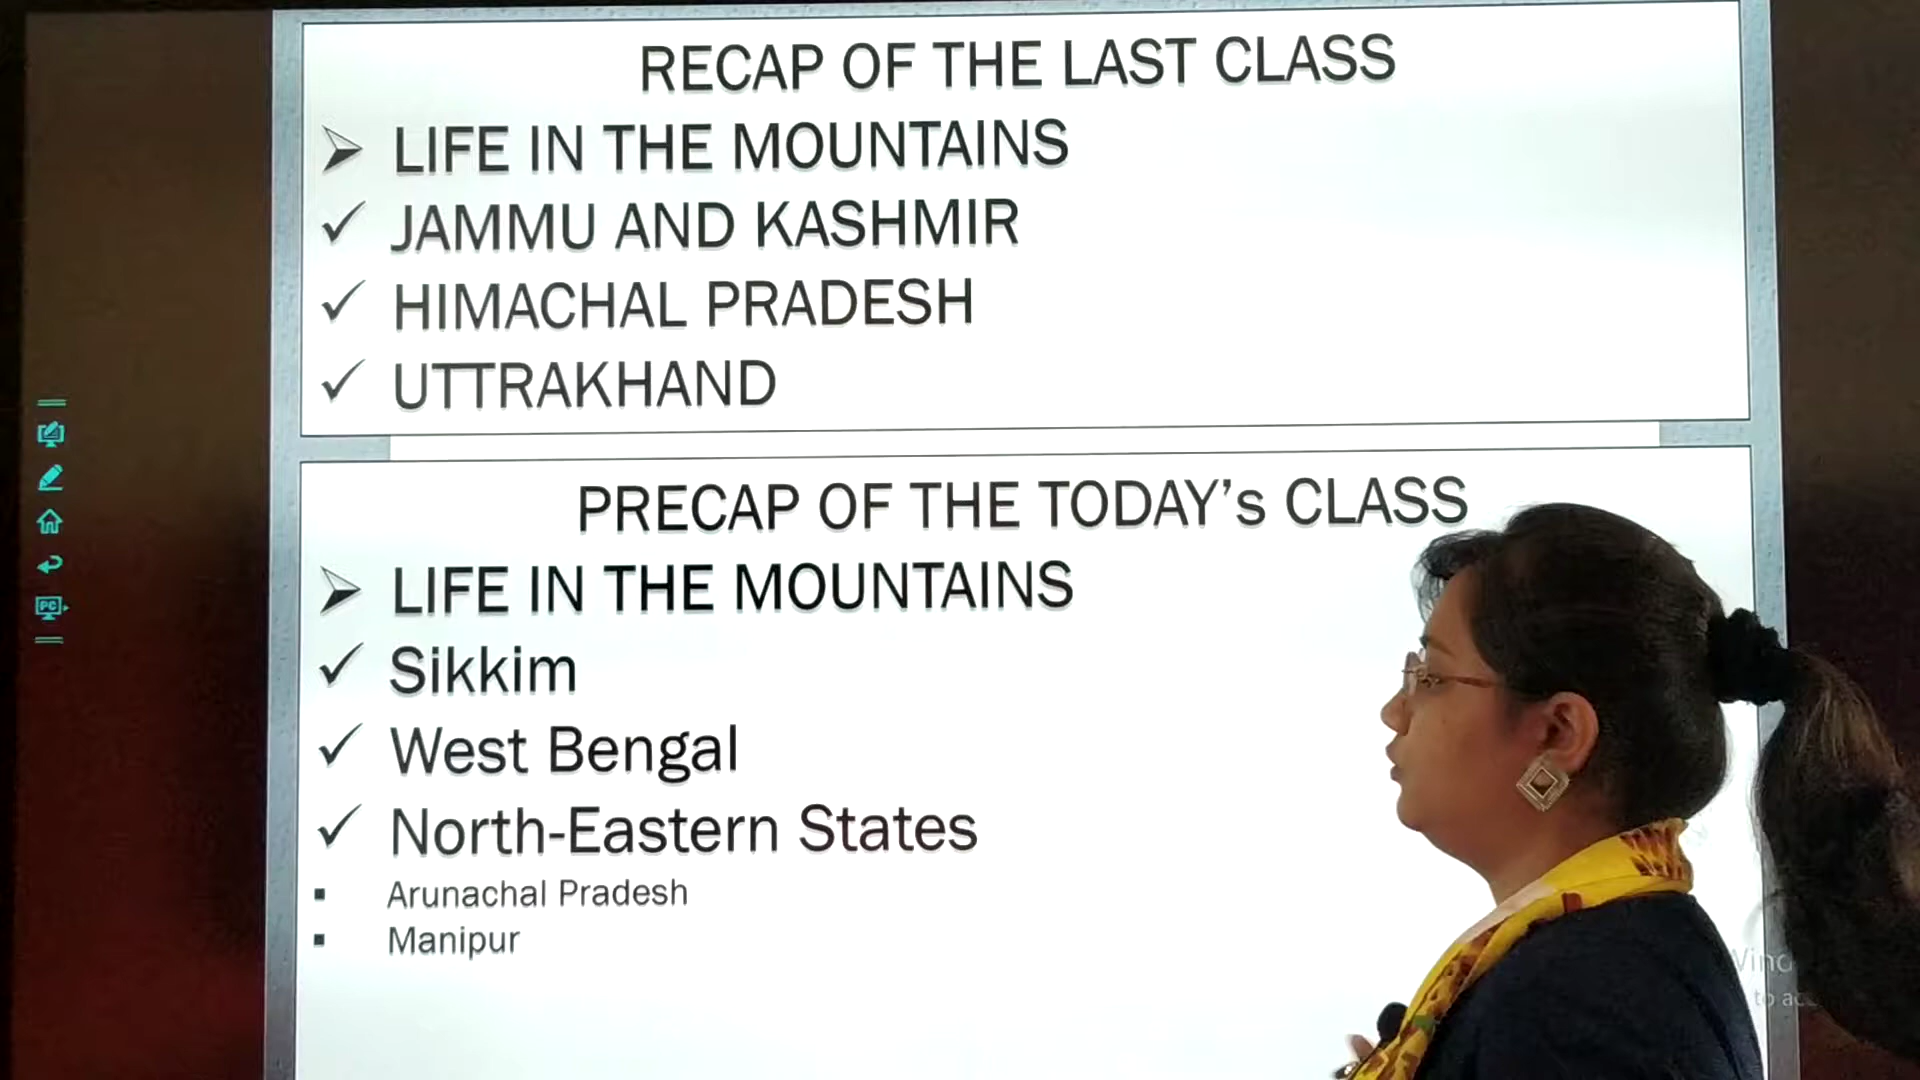 RECAP OF THE LAST CLASS
LIFE IN THE MOUNTAINS
JAMMU AND KASHMIR
HIMACHAL PRADESH
UTTRAKHAND
PRECAP OF THE TODAY's CLASS
LIFE IN THE MOUNTAINS
Sikkim
West Bengal
North-Eastern States
Arunachal Pradesh
Manipur
PC